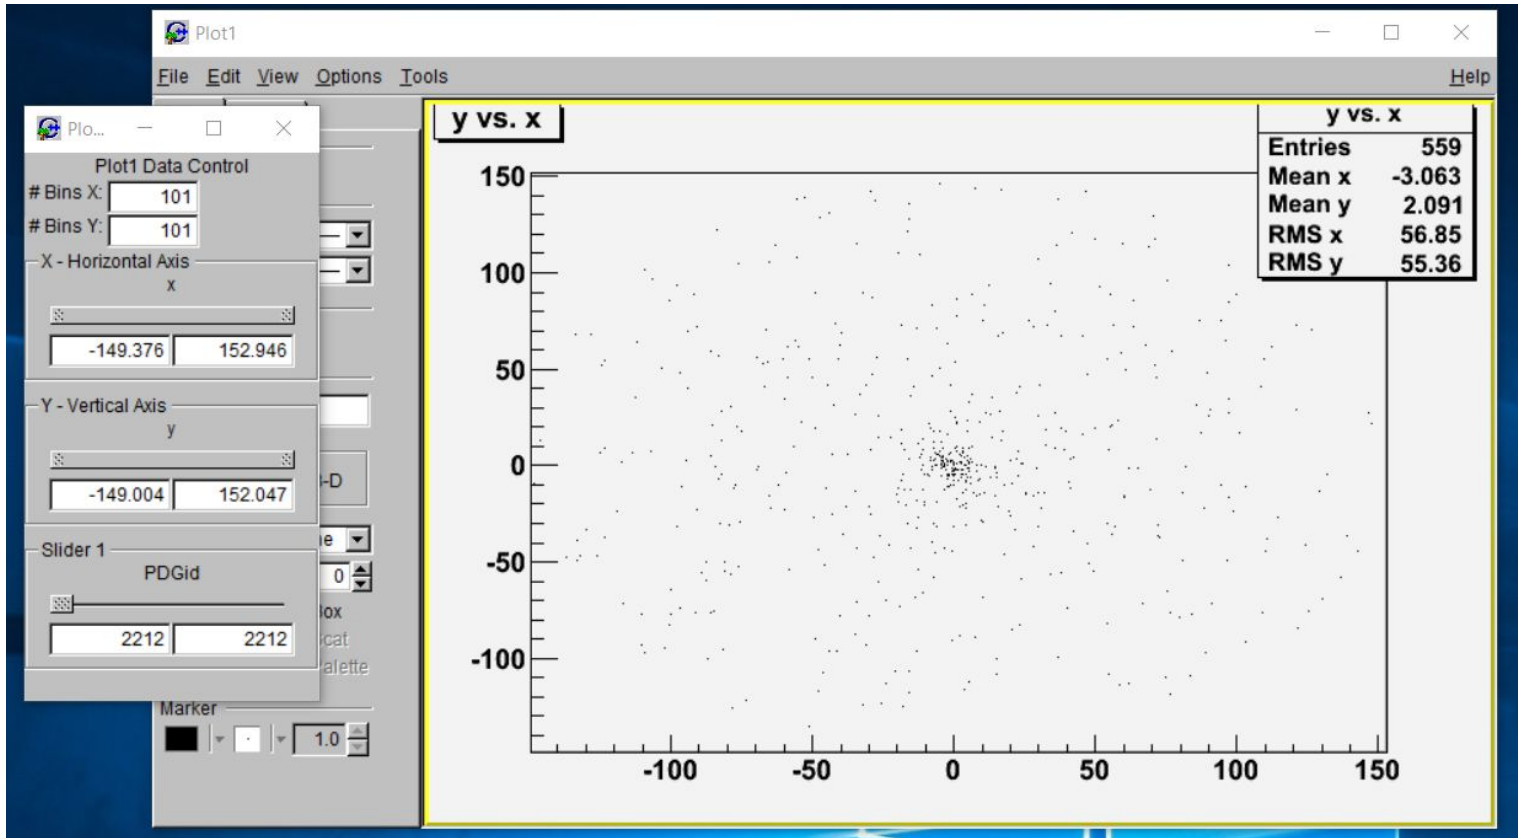 Plot1
File Edit View Options Tools Help
Plo...
Plot1 Data Control
# Bins X: 101
# Bins Y: 101
X - Horizontal Axis
x
-149.376 152.946
Y - Vertical Axis
y
-149.004 152.047
Slider 1
PDGid
2212 2212
-D
0
Marker
1.0
y vs. x
y vs. x
Entries 559
Mean x -3.063
Mean y 2.091
RMS x 56.85
RMS y 55.36
150
100
50
0
-50
-100
-100 -50 0 50 100 150